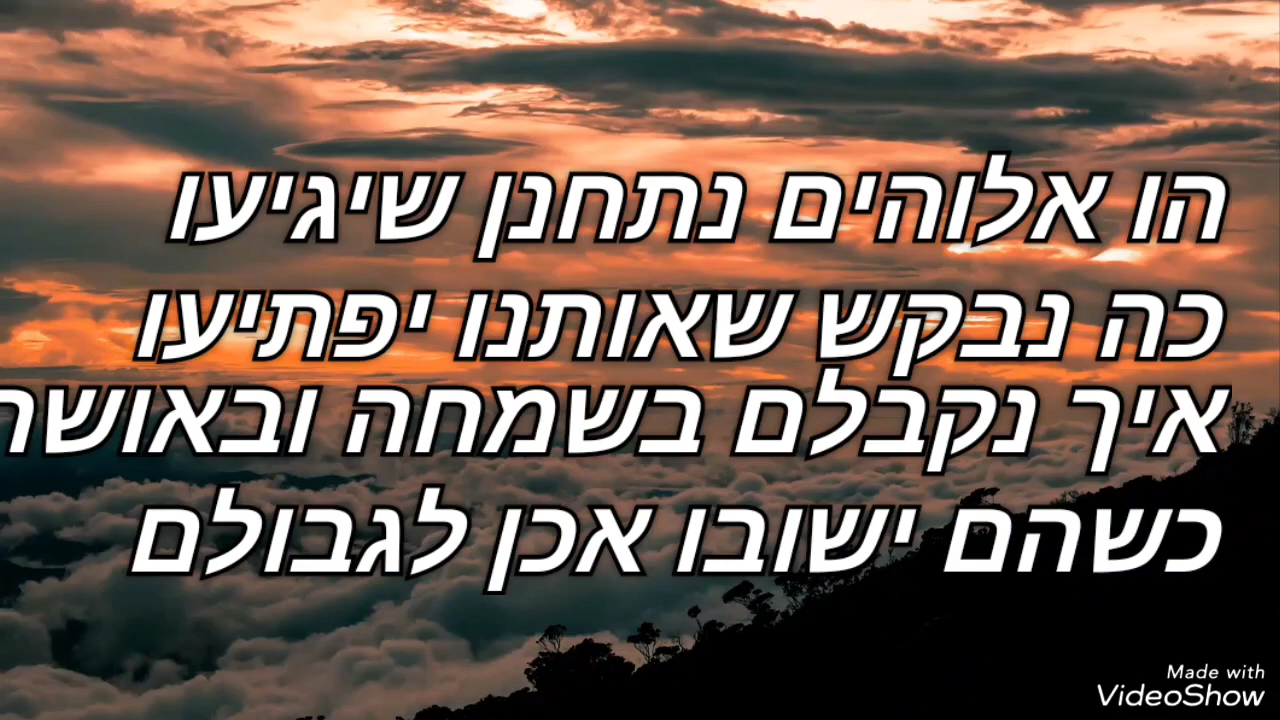 הו אלוהים נתחנן שיגיעו
כה נבקש שאותנו יפתיעו
איך נקבלם בשמחה ובאושר
כשהם ישובו אכן לגבולם
Made with
VideoShow